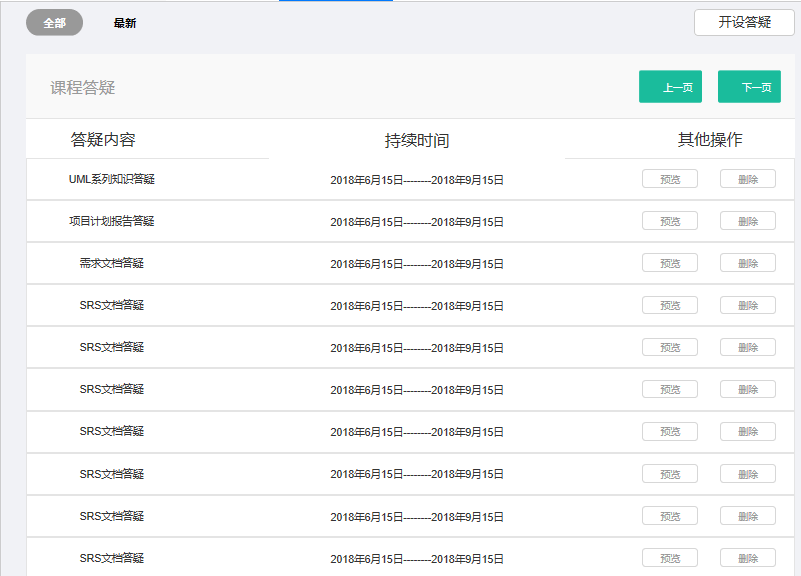 全部 最新 开设答疑
课程答疑 上一页 下一页
答疑内容 持续时间 其他操作
UML系列知识答疑 2018年6月15日--------2018年9月15日 预览 删除
项目计划报告答疑 2018年6月15日--------2018年9月15日 预览 删除
需求文档答疑 2018年6月15日--------2018年9月15日 预览 删除
SRS文档答疑 2018年6月15日--------2018年9月15日 预览 删除
SRS文档答疑 2018年6月15日--------2018年9月15日 预览 删除
SRS文档答疑 2018年6月15日--------2018年9月15日 预览 删除
SRS文档答疑 2018年6月15日--------2018年9月15日 预览 删除
SRS文档答疑 2018年6月15日--------2018年9月15日 预览 删除
SRS文档答疑 2018年6月15日--------2018年9月15日 预览 删除
SRS文档答疑 2018年6月15日--------2018年9月15日 预览 删除